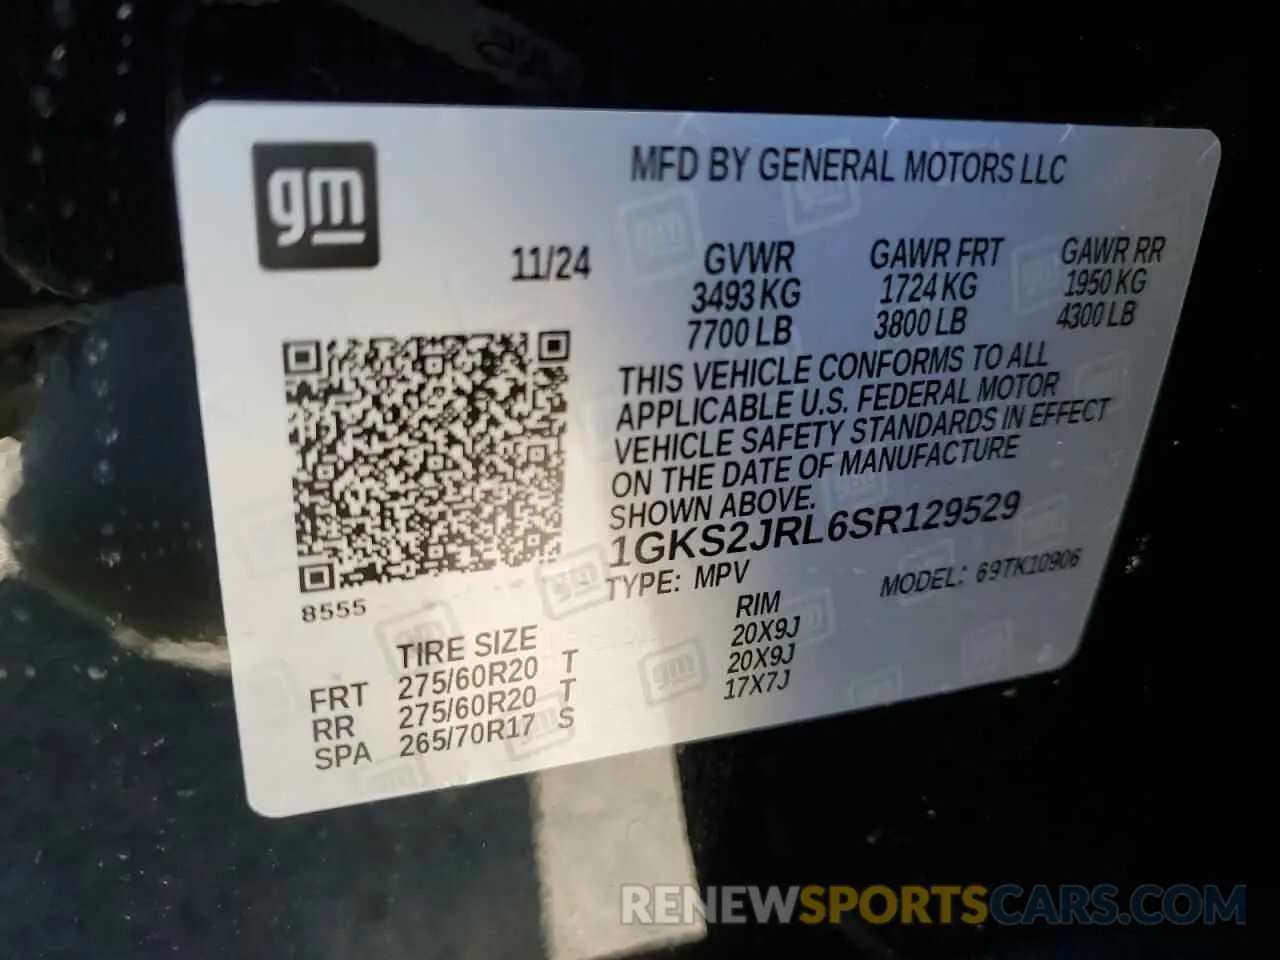 gm
MFD BY GENERAL MOTORS LLC
11/24
GVWR GAWR FRT GAWR RR
3493 KG 1724 KG 1950 KG
7700 LB 3800 LB 4300 LB
THIS VEHICLE CONFORMS TO ALL
APPLICABLE U.S. FEDERAL MOTOR
VEHICLE SAFETY STANDARDS IN EFFECT
ON THE DATE OF MANUFACTURE
SHOWN ABOVE.
1GKS2JRL6SR129529
TYPE: MPV MODEL: 69TK10906
8555
TIRE SIZE RIM
FRT 275/60R20 T 20X9J
RR 275/60R20 T 20X9J
SPA 265/70R17 S 17X7J
RENEWSPORTSCARS.COM